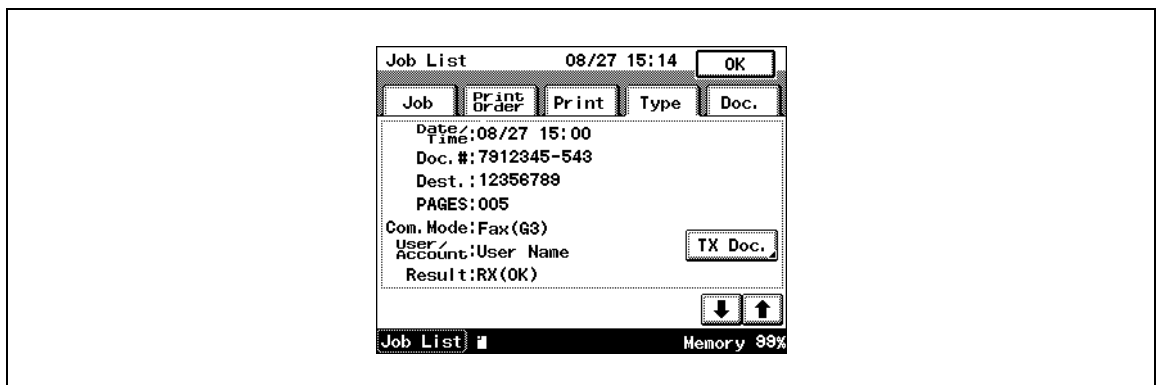 Job List 08/27 15:14 OK
Job Print Order Print Type Doc.
Date/Time:08/27 15:00
Doc.#:7912345-543
Dest.:12356789
PAGES:005
Com.Mode:Fax(G3)
User/Account:User Name
TX Doc.
Result:RX(OK)
Job List Memory 99%